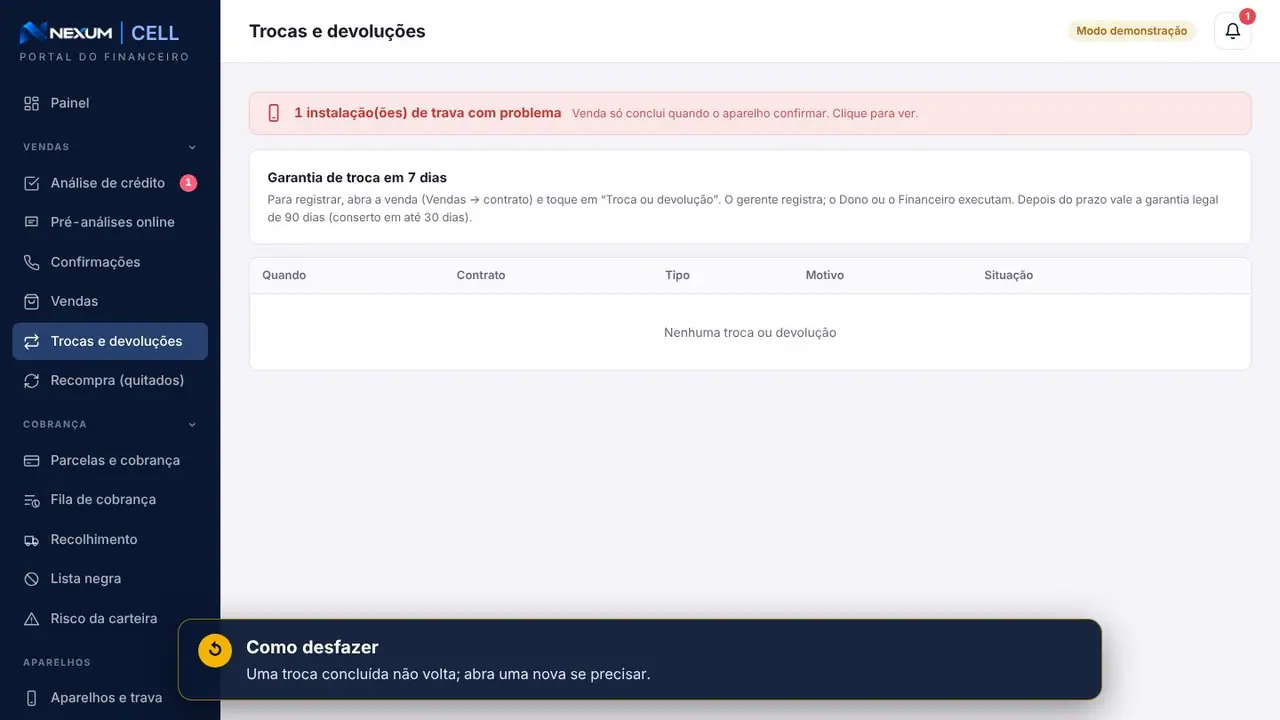 NEXUM | CELL
PORTAL DO FINANCEIRO
Painel
VENDAS
Análise de crédito 1
Pré-análises online
Confirmações
Vendas
Trocas e devoluções
Recompra (quitados)
COBRANÇA
Parcelas e cobrança
Fila de cobrança
Recolhimento
Lista negra
Risco da carteira
APARELHOS
Aparelhos e trava
Trocas e devoluções
Modo demonstração
1
1 instalação(ões) de trava com problema Venda só conclui quando o aparelho confirmar. Clique para ver.
Garantia de troca em 7 dias
Para registrar, abra a venda (Vendas → contrato) e toque em “Troca ou devolução”. O gerente registra; o Dono ou o Financeiro executam. Depois do prazo vale a garantia legal
de 90 dias (conserto em até 30 dias).
Quando Contrato Tipo Motivo Situação
Nenhuma troca ou devolução
Como desfazer
Uma troca concluída não volta; abra uma nova se precisar.